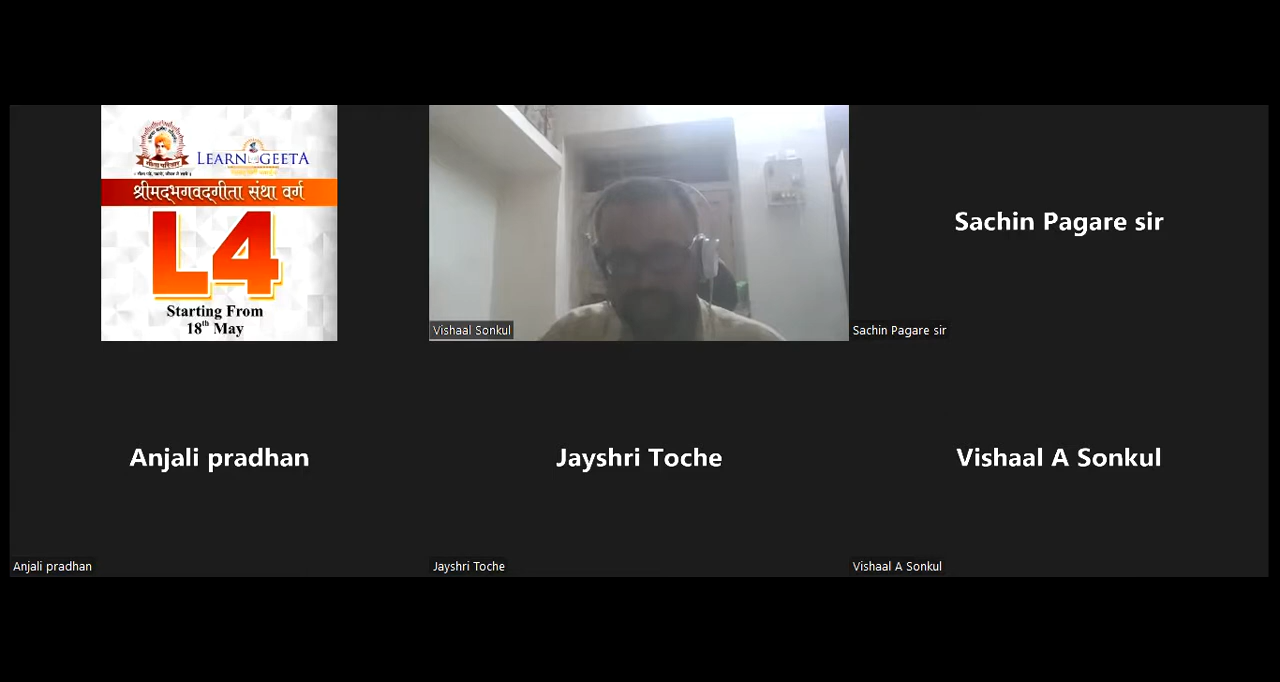 LEARN GEETA
श्रीमद्भगवद्गीता संथा वर्ग
L4
Starting From
18th May
Vishaal Sonkul
Sachin Pagare sir
Sachin Pagare sir
Anjali pradhan
Anjali pradhan
Jayshri Toche
Jayshri Toche
Vishaal A Sonkul
Vishaal A Sonkul